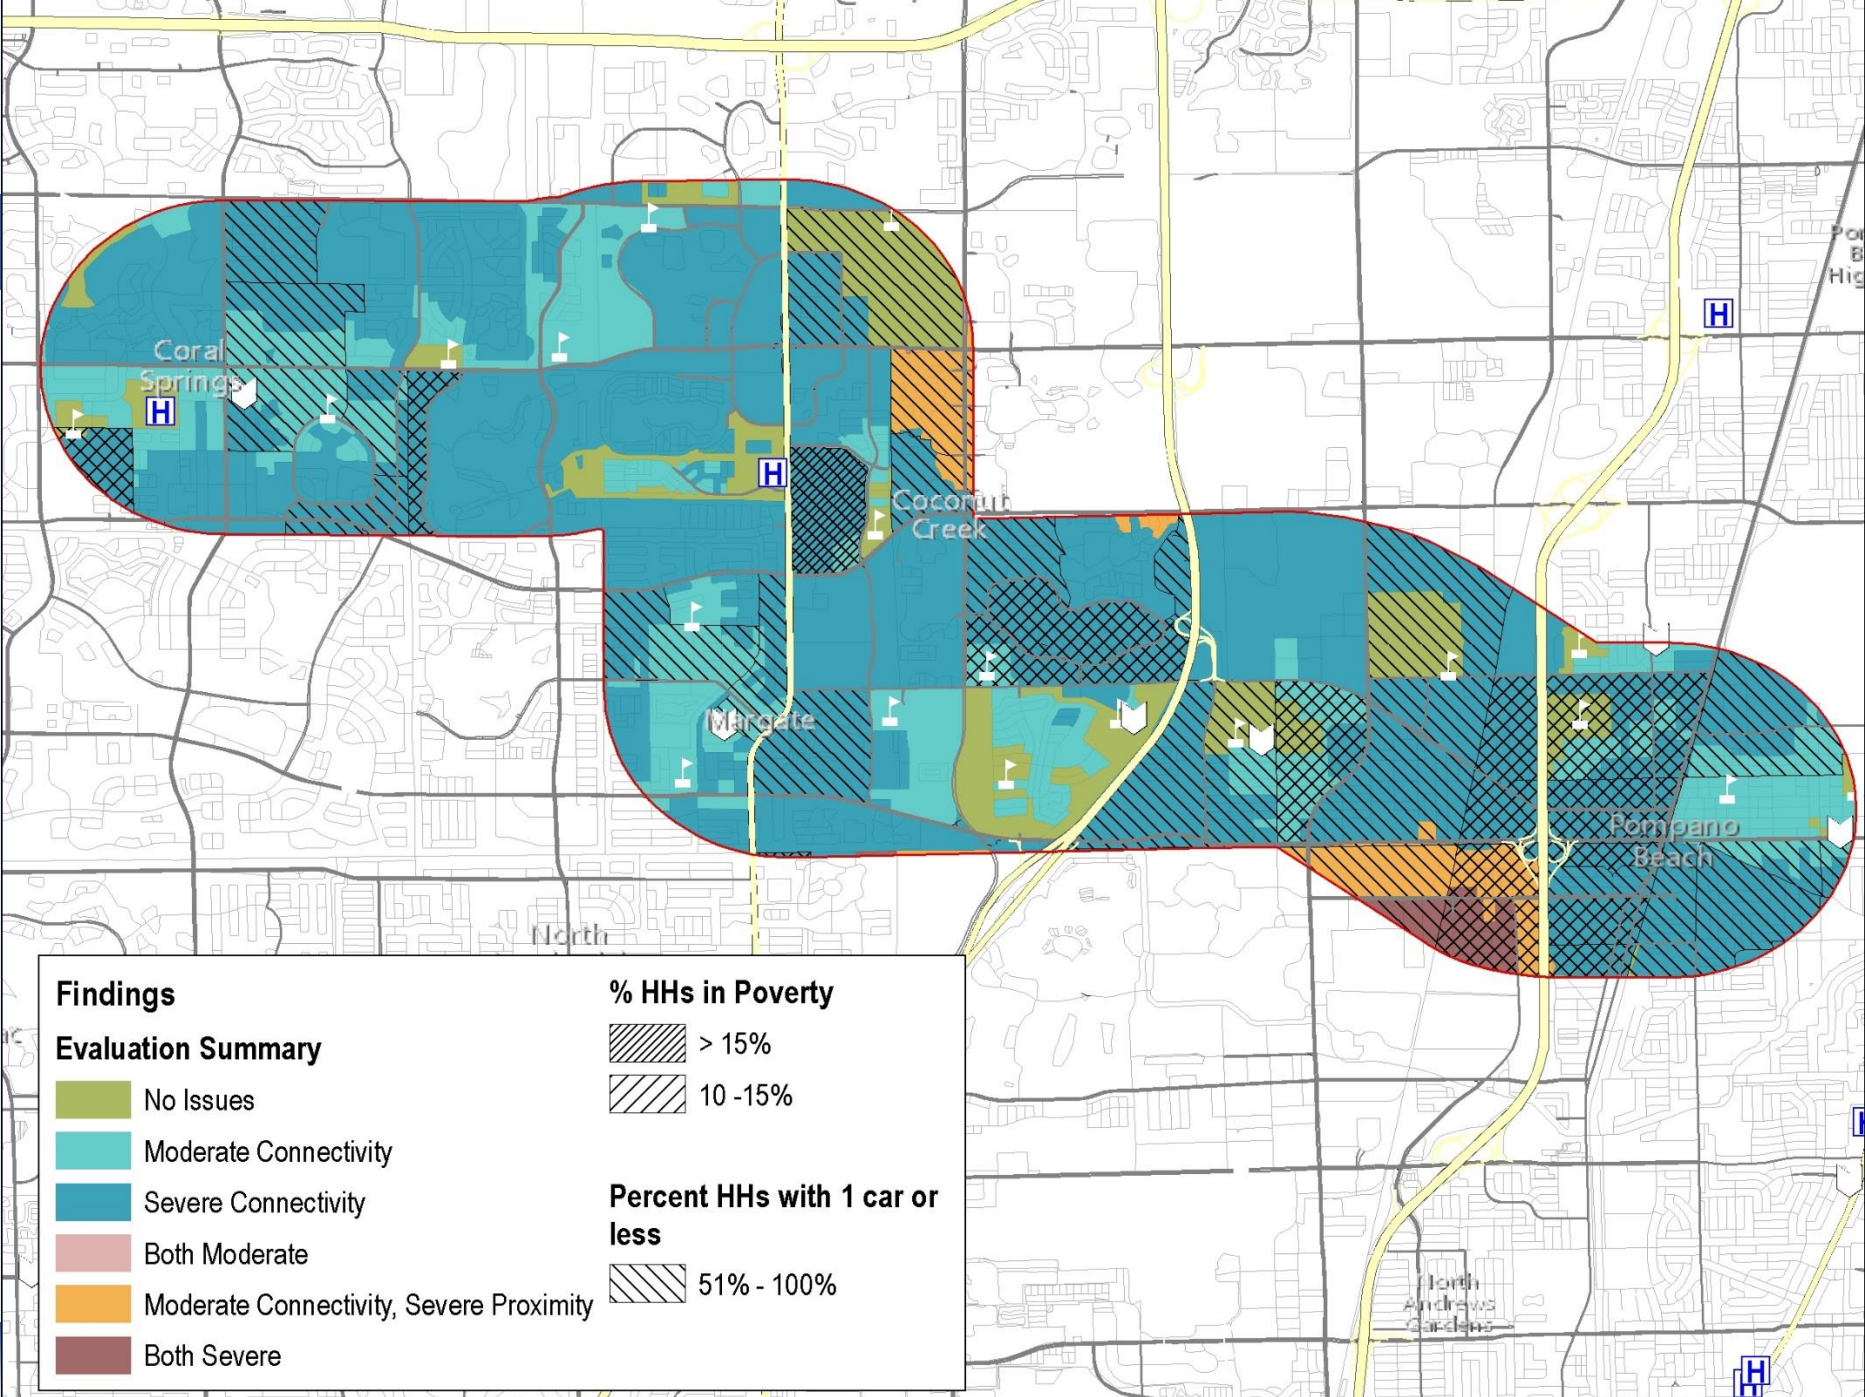 Por
B
Hig
H
Coral
Springs
H
H
Coconut
Creek
Margate
Pompano
Beach
North
Findings
Evaluation Summary
No Issues
Moderate Connectivity
Severe Connectivity
Both Moderate
Moderate Connectivity, Severe Proximity
Both Severe
% HHs in Poverty
> 15%
10 -15%
Percent HHs with 1 car or
less
51% - 100%
North
Andrews
Gardens
H
H